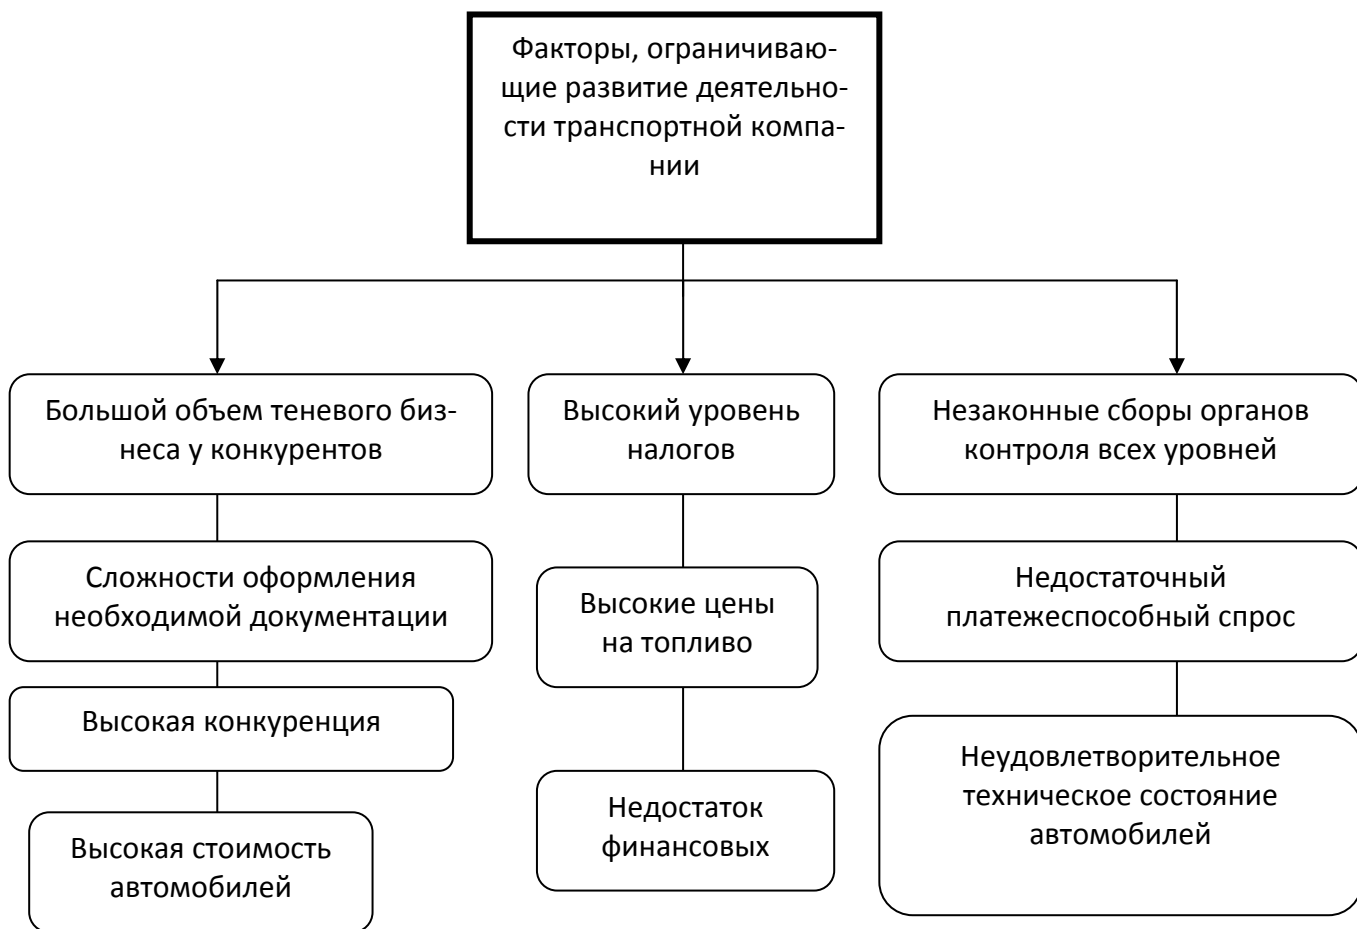 Факторы, ограничиваю-
щие развитие деятельно-
сти транспортной компа-
нии
Большой объем теневого биз-
неса у конкурентов
Высокий уровень
налогов
Незаконные сборы органов
контроля всех уровней
Сложности оформления
необходимой документации
Высокие цены
на топливо
Недостаточный
платежеспособный спрос
Высокая конкуренция
Неудовлетворительное
техническое состояние
автомобилей
Недостаток
финансовых
Высокая стоимость
автомобилей